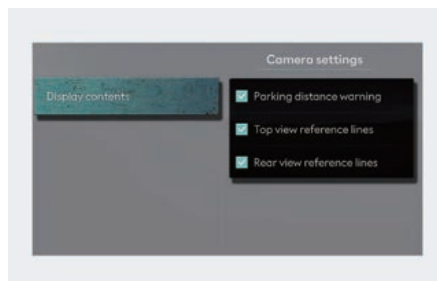 Camera settings
Display contents
Parking distance warning
Top view reference lines
Rear view reference lines